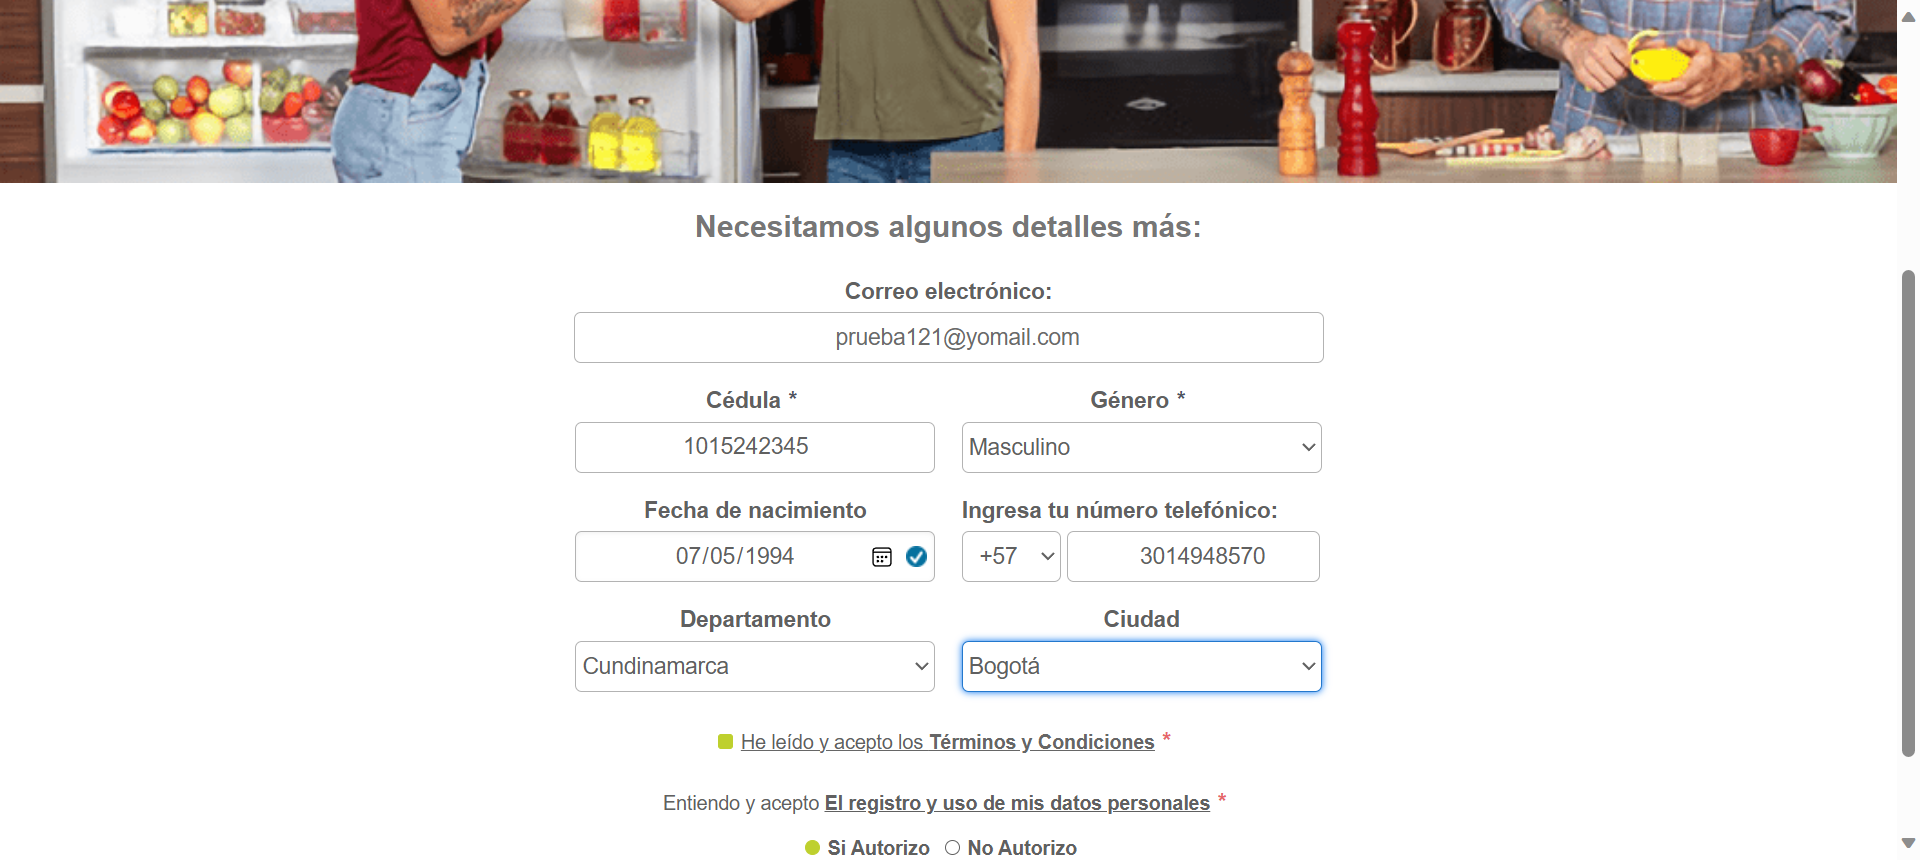 Necesitamos algunos detalles más:
Correo electrónico:
prueba121@yomail.com
Cédula * Género *
1015242345 Masculino
Fecha de nacimiento Ingresa tu número telefónico:
07/05/1994 +57 3014948570
Departamento Ciudad
Cundinamarca Bogotá
He leído y acepto los Términos y Condiciones *
Entiendo y acepto El registro y uso de mis datos personales *
Si Autorizo No Autorizo